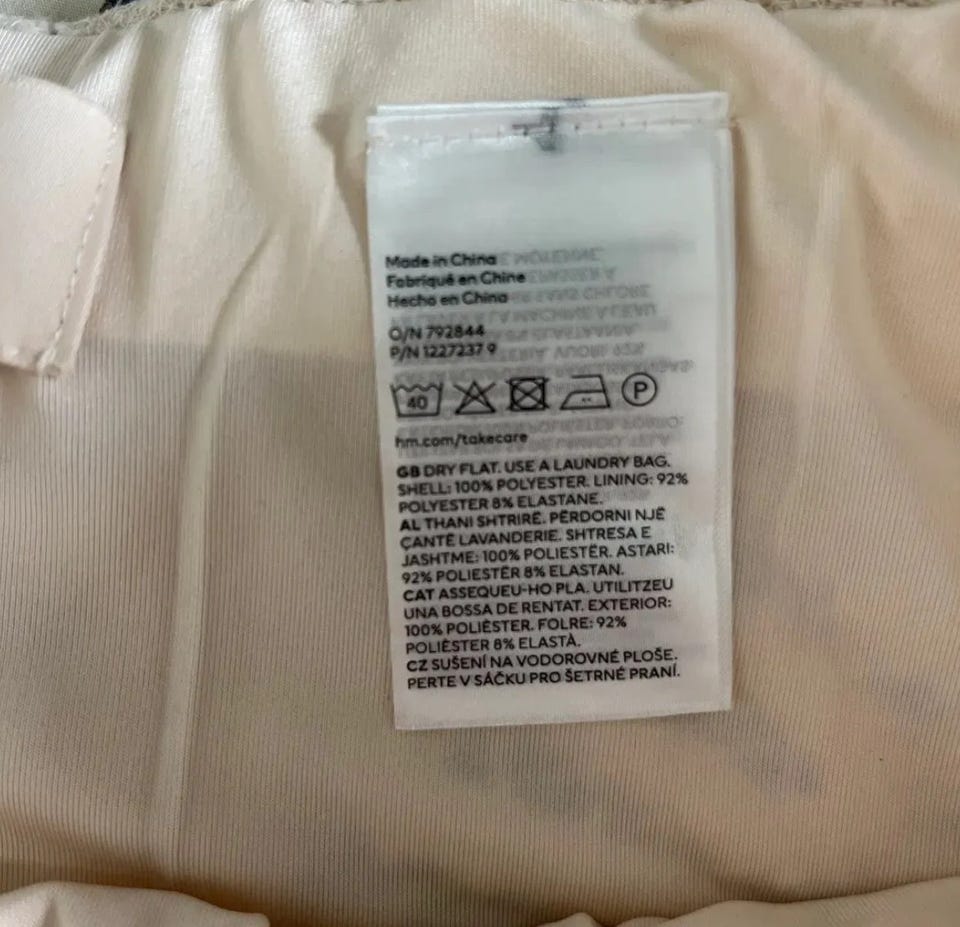 Made in China
Fabriqué en Chine
Hecho en China
O/N 792844
P/N 1227237 9
40
P
hm.com/takecare
GB DRY FLAT. USE A LAUNDRY BAG.
SHELL: 100% POLYESTER. LINING: 92%
POLYESTER 8% ELASTANE.
AL THANI SHTRIRË. PËRDORNI NJË
ÇANTË LAVANDERIE. SHTRESA E
JASHTME: 100% POLIESTËR. ASTARI:
92% POLIESTËR 8% ELASTAN.
CAT ASSEQUEU-HO PLA. UTILITZEU
UNA BOSSA DE RENTAT. EXTERIOR:
100% POLIÈSTER. FOLRE: 92%
POLIÈSTER 8% ELASTÀ.
CZ SUŠENÍ NA VODOROVNÉ PLOŠE.
PERTE V SÁČKU PRO ŠETRNÉ PRANÍ.